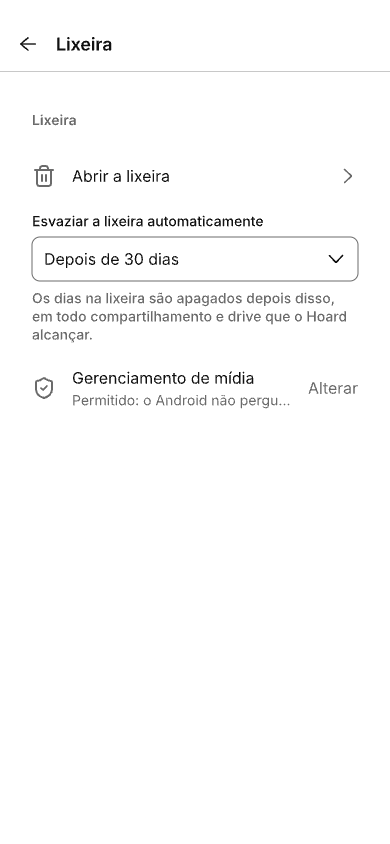 Lixeira
Lixeira
Abrir a lixeira
Esvaziar a lixeira automaticamente
Depois de 30 dias
Os dias na lixeira são apagados depois disso,
em todo compartilhamento e drive que o Hoard
alcançar.
Gerenciamento de mídia
Permitido: o Android não pergu...
Alterar